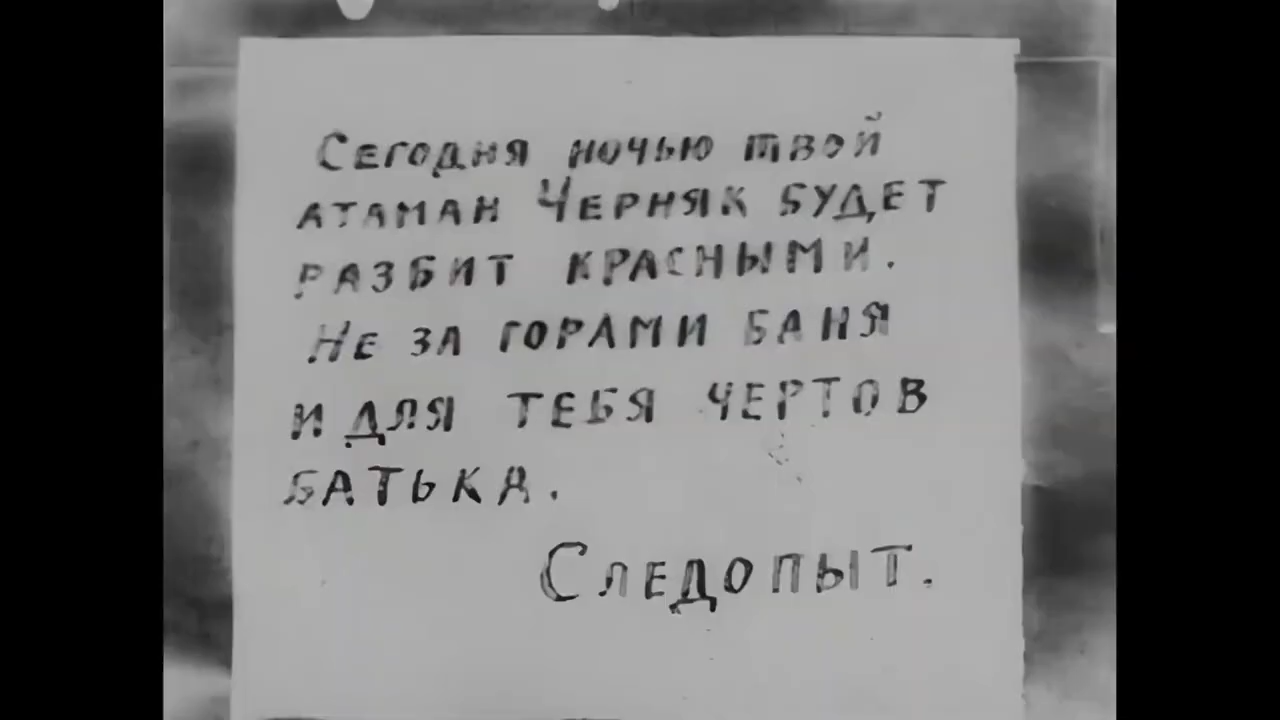 Сегодня ночью твой
атаман Черняк будет
разбит красными.
Не за горами баня
и для тебя чертов
батька.
Следопыт.